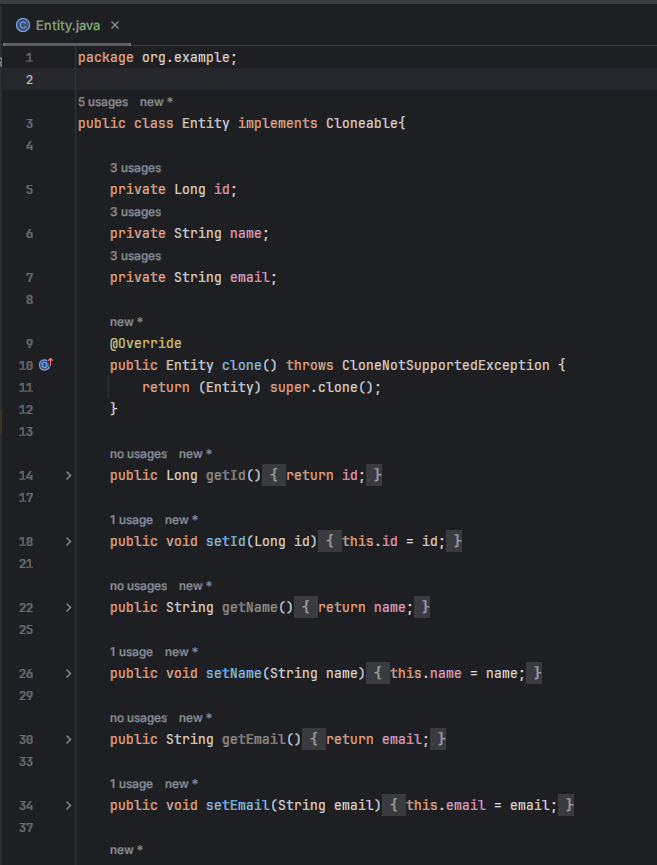 Entity.java
1 package org.example;
2
5 usages new *
3 public class Entity implements Cloneable{
4
3 usages
5 private Long id;
3 usages
6 private String name;
3 usages
7 private String email;
8
new *
9 @Override
10 public Entity clone() throws CloneNotSupportedException {
11 return (Entity) super.clone();
12 }
13
no usages new *
14 public Long getId() { return id; }
17
1 usage new *
18 public void setId(Long id) { this.id = id; }
21
no usages new *
22 public String getName() { return name; }
25
1 usage new *
26 public void setName(String name) { this.name = name; }
29
no usages new *
30 public String getEmail() { return email; }
33
1 usage new *
34 public void setEmail(String email) { this.email = email; }
37
new *